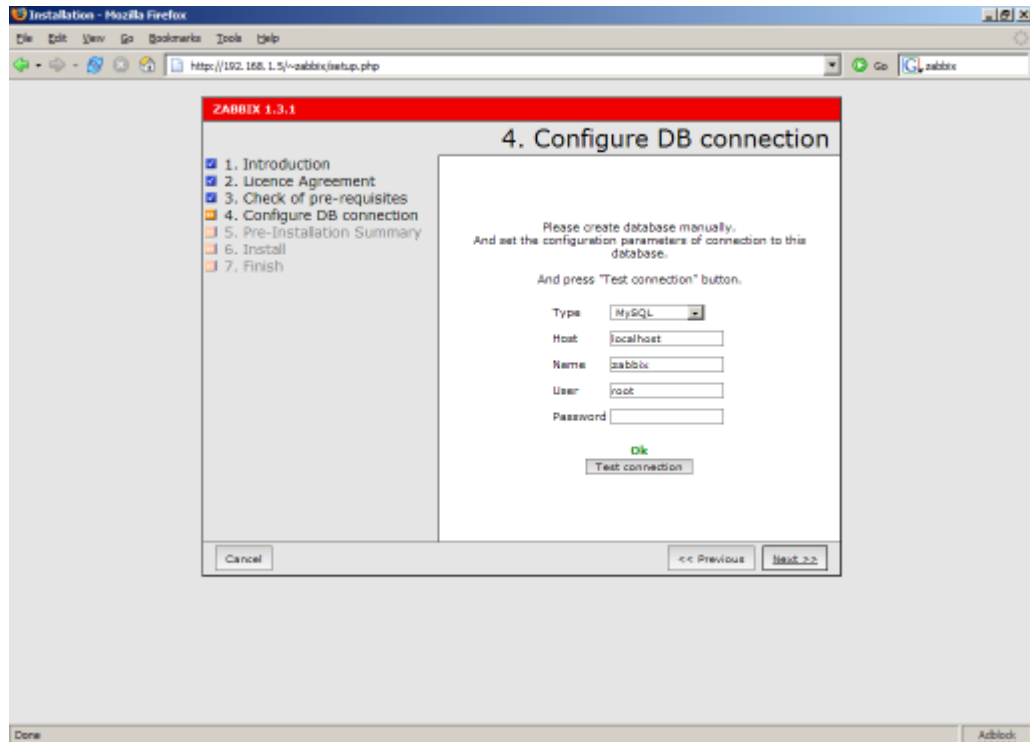 Installation - Mozilla Firefox
File Edit View Go Bookmarks Tools Help
http://192.168.1.5/~zabbix/setup.php Go zabbix
ZABBIX 1.3.1
4. Configure DB connection
1. Introduction
2. Licence Agreement
3. Check of pre-requisites
4. Configure DB connection
5. Pre-Installation Summary
6. Install
7. Finish
Please create database manually.
And set the configuration parameters of connection to this
database.
And press "Test connection" button.
Type MySQL
Host localhost
Name zabbix
User root
Password
Ok
Test connection
Cancel << Previous Next >>
Done Adblock